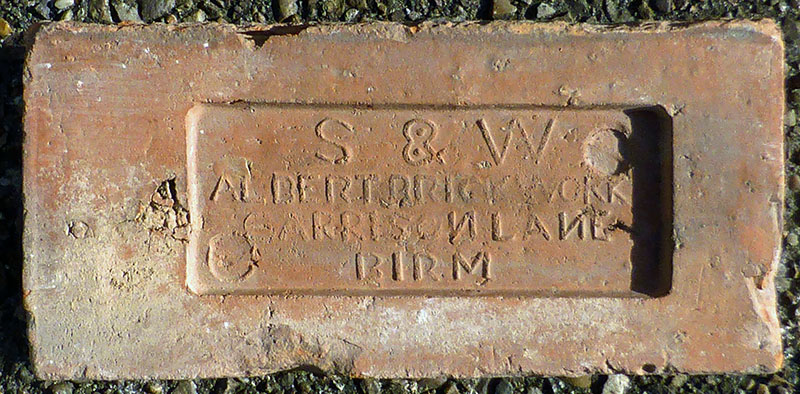 S & W
ALBERT BRICK WORK
GARRISON LANE
BIRM